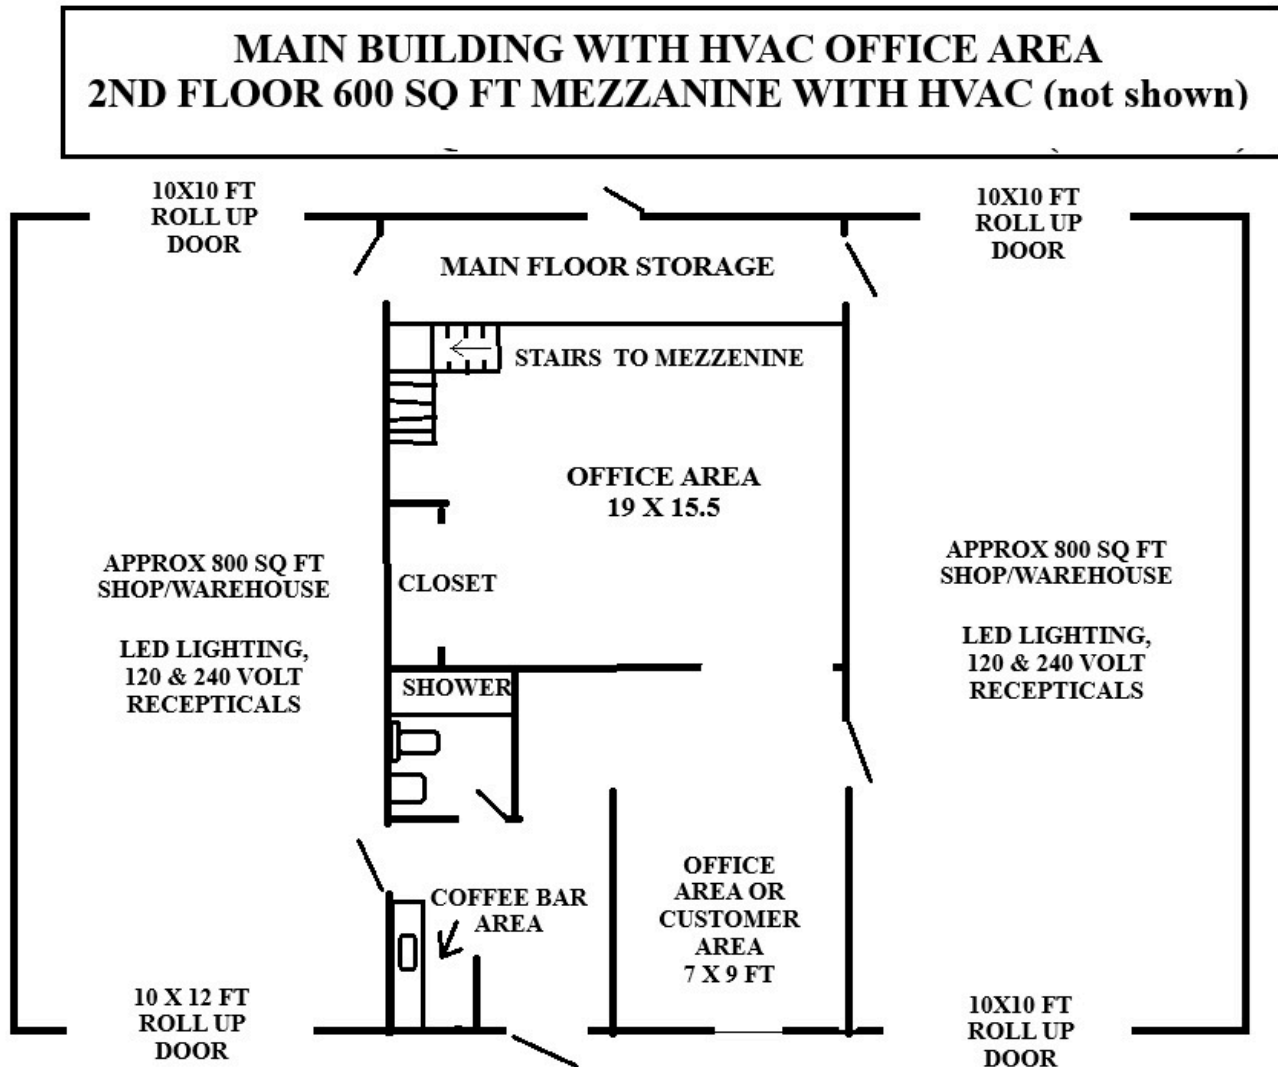 MAIN BUILDING WITH HVAC OFFICE AREA
2ND FLOOR 600 SQ FT MEZZANINE WITH HVAC (not shown)
10X10 FT
ROLL UP
DOOR
10X10 FT
ROLL UP
DOOR
MAIN FLOOR STORAGE
STAIRS TO MEZZENINE
OFFICE AREA
19 X 15.5
APPROX 800 SQ FT
SHOP/WAREHOUSE
LED LIGHTING,
120 & 240 VOLT
RECEPTICALS
CLOSET
APPROX 800 SQ FT
SHOP/WAREHOUSE
LED LIGHTING,
120 & 240 VOLT
RECEPTICALS
SHOWER
COFFEE BAR
AREA
OFFICE
AREA OR
CUSTOMER
AREA
7 X 9 FT
10 X 12 FT
ROLL UP
DOOR
10X10 FT
ROLL UP
DOOR